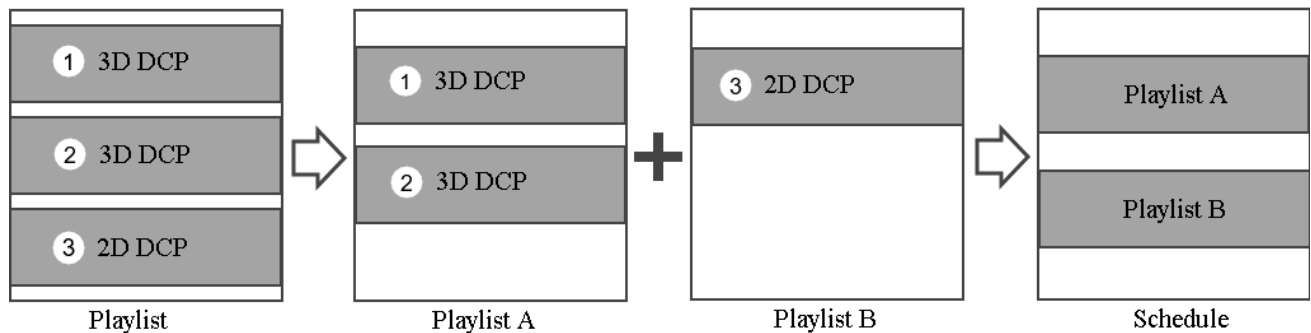 1 3D DCP
2 3D DCP
3 2D DCP
Playlist
1 3D DCP
2 3D DCP
Playlist A
3 2D DCP
Playlist B
Playlist A
Playlist B
Schedule